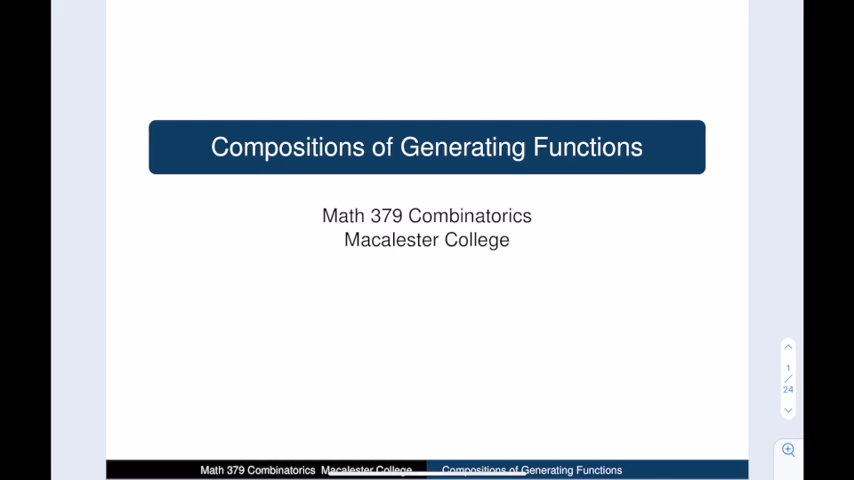 Compositions of Generating Functions
Math 379 Combinatorics
Macalester College
1
/
24
Math 379 Combinatorics Macalester College
Compositions of Generating Functions